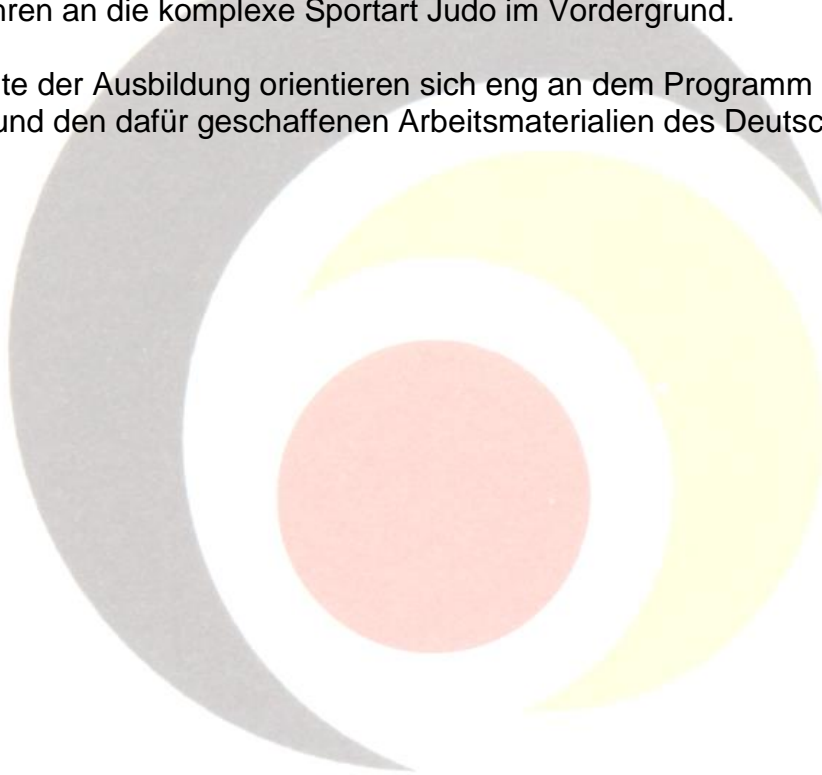 hren an die komplexe Sportart Judo im Vordergrund.
te der Ausbildung orientieren sich eng an dem Programm
und den dafür geschaffenen Arbeitsmaterialien des Deutsc